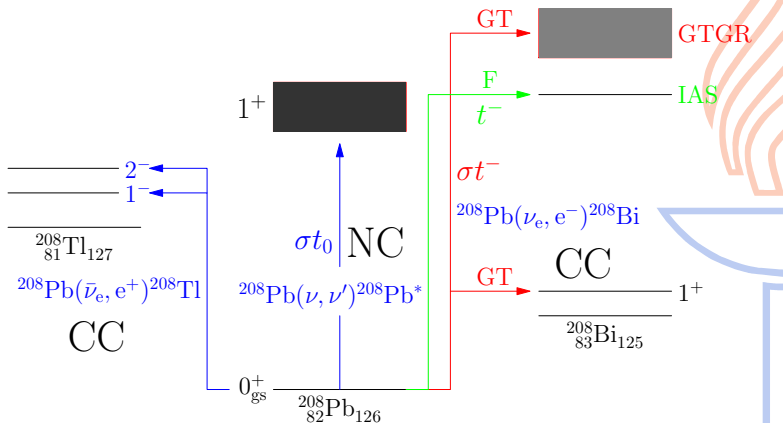 GT
GTGR
F
IAS
t⁻
1⁺
σt⁻
2⁻
1⁻
²⁰⁸Pb(νₑ, e⁻)²⁰⁸Bi
²⁰⁸₈₁Tl₁₂₇
σt₀
NC
CC
²⁰⁸Pb(ν̄ₑ, e⁺)²⁰⁸Tl
²⁰⁸Pb(ν, ν′)²⁰⁸Pb*
GT
1⁺
CC
²⁰⁸₈₃Bi₁₂₅
0⁺gs
²⁰⁸₈₂Pb₁₂₆